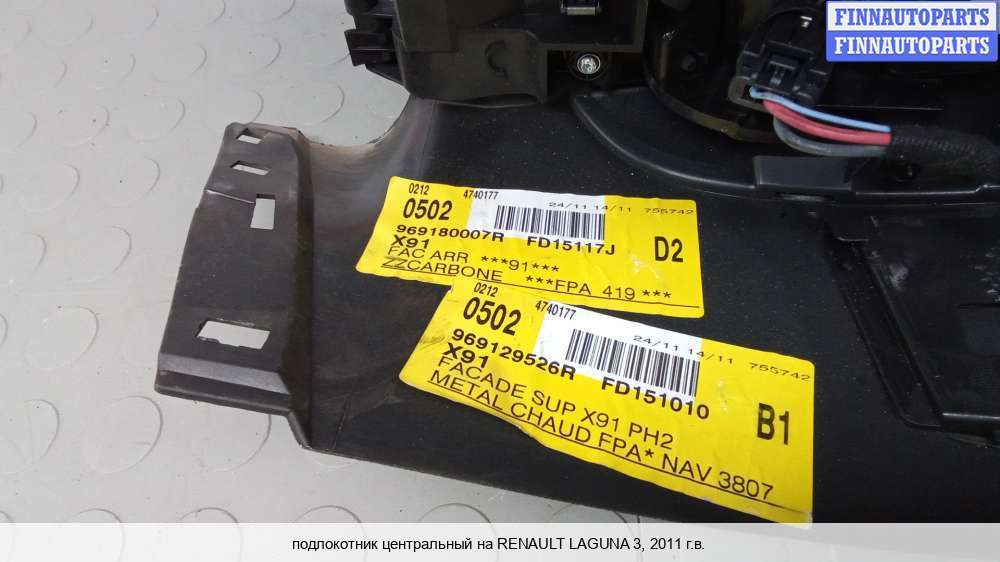 FINNAUTOPARTS
FINNAUTOPARTS
0212 4740177 24/11 14/11 755742
0502
969180007R FD15117J D2
X91
FAC ARR ***91***
ZZCARBONE ***FPA 419 ***
0212 4740177 24/11 14/11 755742
0502
969129526R FD151010 B1
X91
FACADE SUP X91 PH2
METAL CHAUD FPA* NAV 3807
подлокотник центральный на RENAULT LAGUNA 3, 2011 г.в.